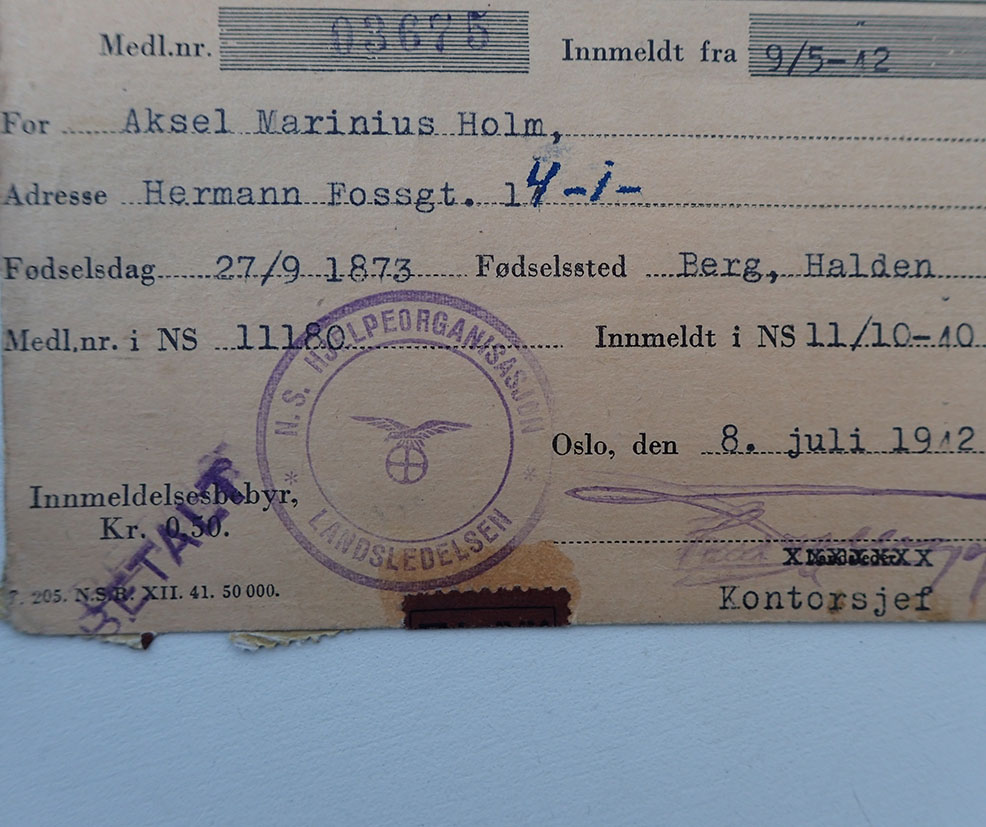 Medl.nr. 03675 Innmeldt fra 9/5-42
For Aksel Marinius Holm,
Adresse Hermann Fossgt. 14-i-
Fødselsdag 27/9 1873 Fødselssted Berg, Halden
Medl.nr. i NS 11180 Innmeldt i NS 11/10-40
N.S. HJELPEORGANISASJON
* LANDSLEDELSEN *
Oslo, den 8. juli 1942
Innmeldelsesbebyr,
Kr. 0,50.
BETALT
XXXXXXX
205. N.S.R. XII. 41. 50 000.
Kontorsjef